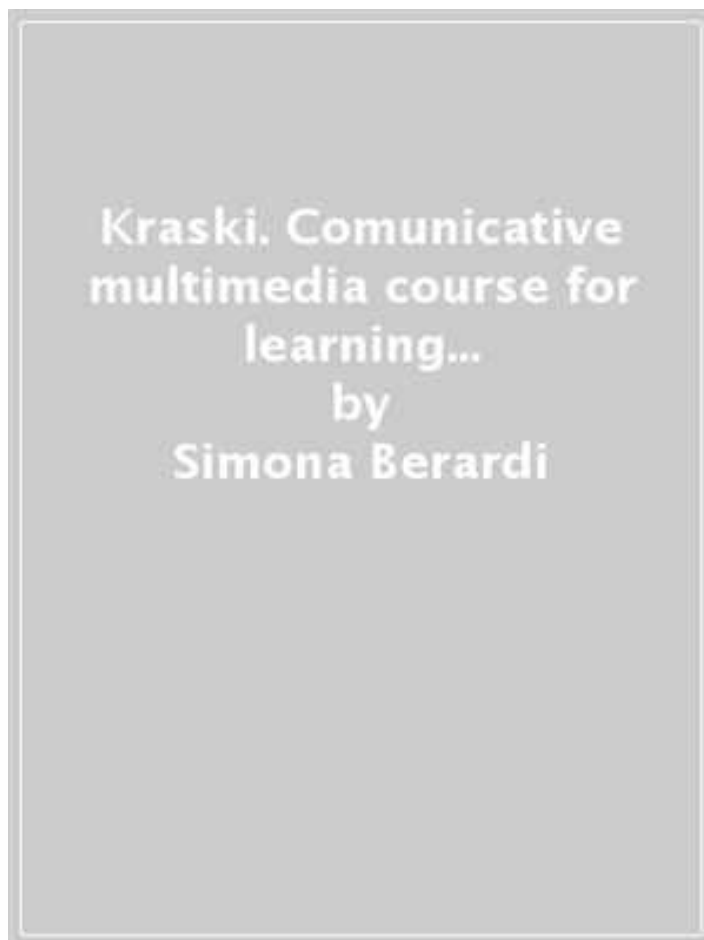 Kraski. Comunicative
multimedia course for
learning...
by
Simona Berardi